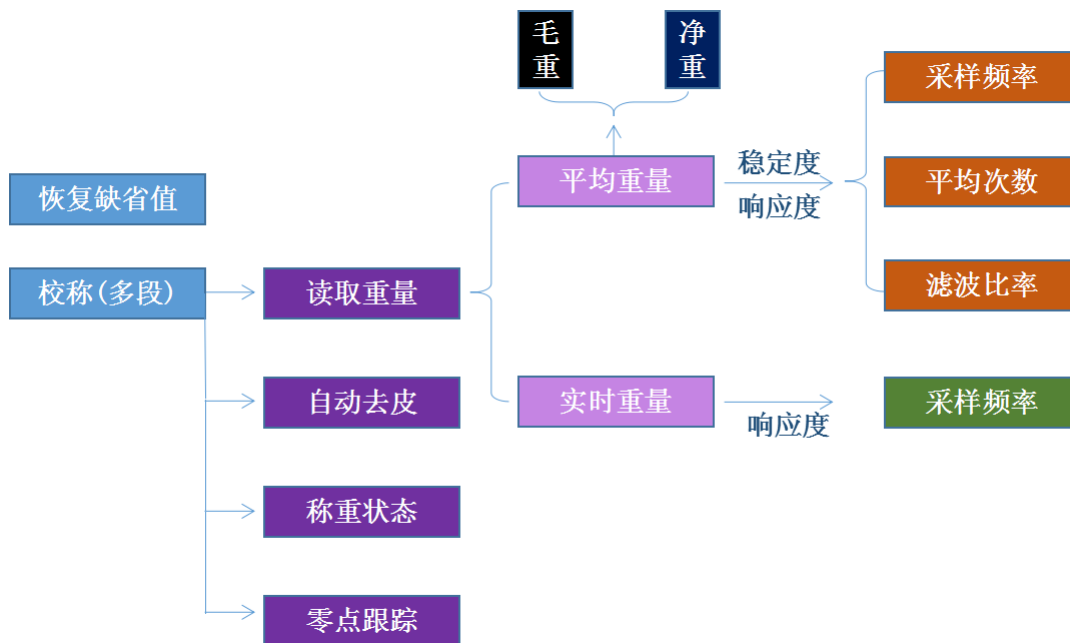 毛
重
净
重
采样频率
稳定度
平均重量
平均次数
响应度
恢复缺省值
校称(多段)
读取重量
滤波比率
自动去皮
实时重量
响应度
采样频率
称重状态
零点跟踪